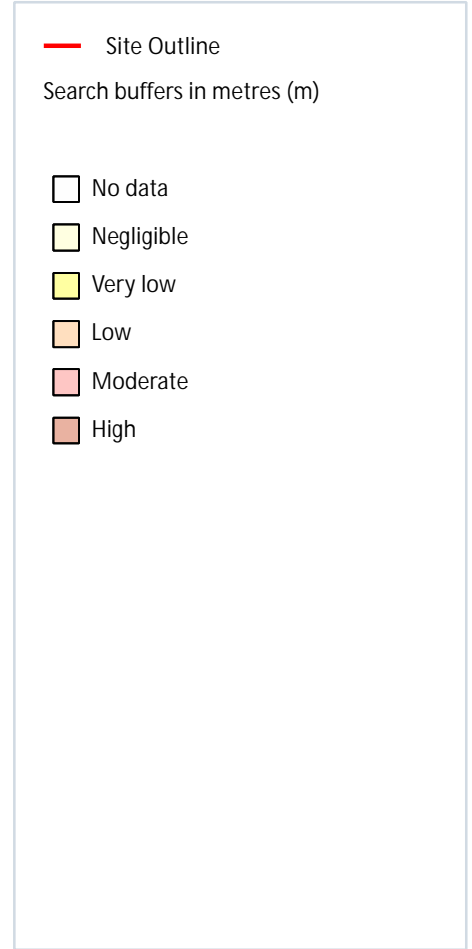 Site Outline
Search buffers in metres (m)
No data
Negligible
Very low
Low
Moderate
High